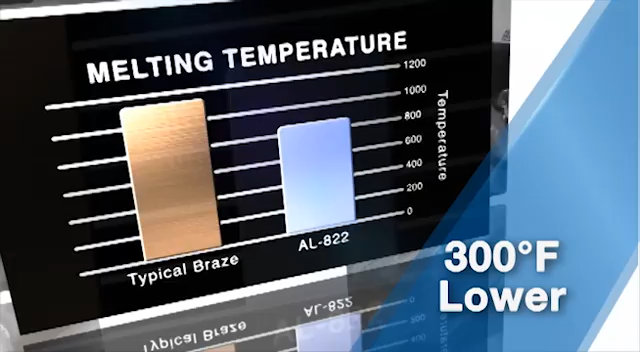 MELTING TEMPERATURE
1200
1000
800
600
400
200
0
Temperature
Typical Braze
AL-822
300°F
Lower